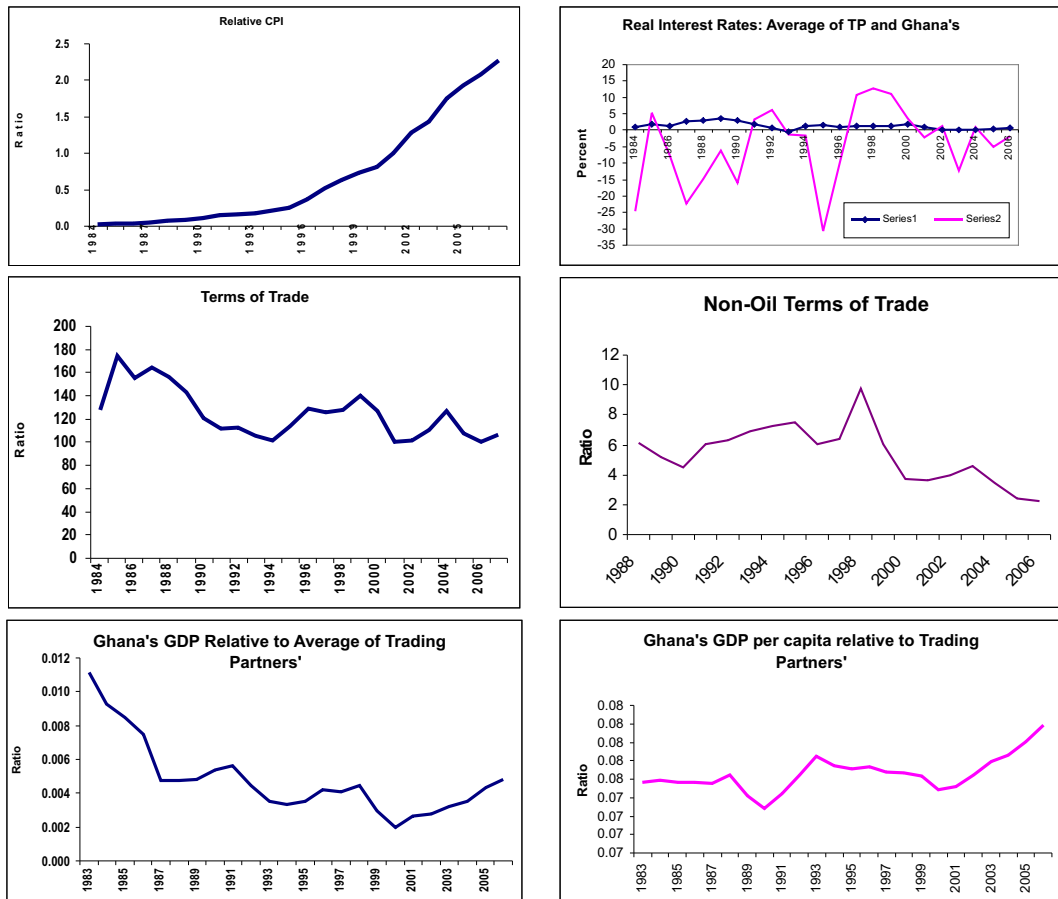 Relative CPI
2.5
2.0
1.5
1.0
0.5
0.0
Ratio
1984 1987 1990 1993 1996 1999 2002 2005
Real Interest Rates: Average of TP and Ghana's
20
15
10
5
0
-5
-10
-15
-20
-25
-30
-35
Percent
1984 1986 1988 1990 1992 1994 1996 1998 2000 2002 2004 2006
Series1 Series2
Terms of Trade
200
180
160
140
120
100
80
60
40
20
0
Ratio
1984 1986 1988 1990 1992 1994 1996 1998 2000 2002 2004 2006
Non-Oil Terms of Trade
12
10
8
6
4
2
0
Ratio
1988 1990 1992 1994 1996 1998 2000 2002 2004 2006
Ghana's GDP Relative to Average of Trading
Partners'
0.012
0.010
0.008
0.006
0.004
0.002
0.000
Ratio
1983 1985 1987 1989 1991 1993 1995 1997 1999 2001 2003 2005
Ghana's GDP per capita relative to Trading
Partners'
0.08
0.08
0.08
0.08
0.08
0.07
0.07
0.07
0.07
Ratio
1983 1985 1987 1989 1991 1993 1995 1997 1999 2001 2003 2005